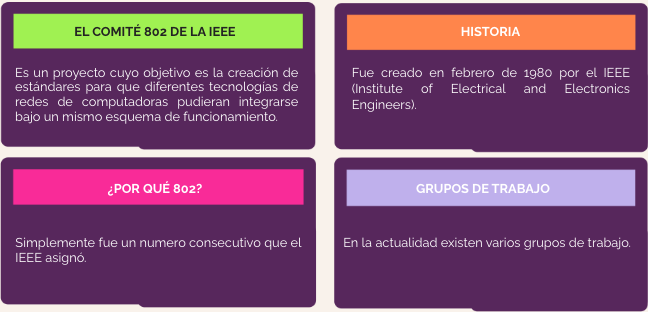 EL COMITÉ 802 DE LA IEEE
Es un proyecto cuyo objetivo es la creación de
estándares para que diferentes tecnologías de
redes de computadoras pudieran integrarse
bajo un mismo esquema de funcionamiento.
HISTORIA
Fue creado en febrero de 1980 por el IEEE
(Institute of Electrical and Electronics
Engineers).
¿POR QUÉ 802?
Simplemente fue un numero consecutivo que el
IEEE asignó.
GRUPOS DE TRABAJO
En la actualidad existen varios grupos de trabajo.